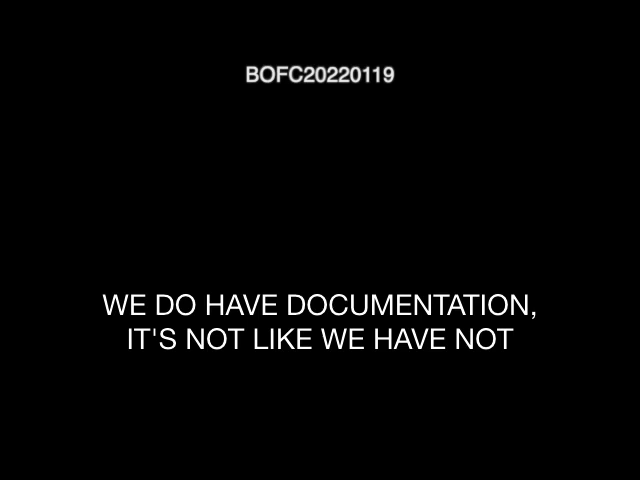 BOFC20220119
WE DO HAVE DOCUMENTATION,
IT'S NOT LIKE WE HAVE NOT